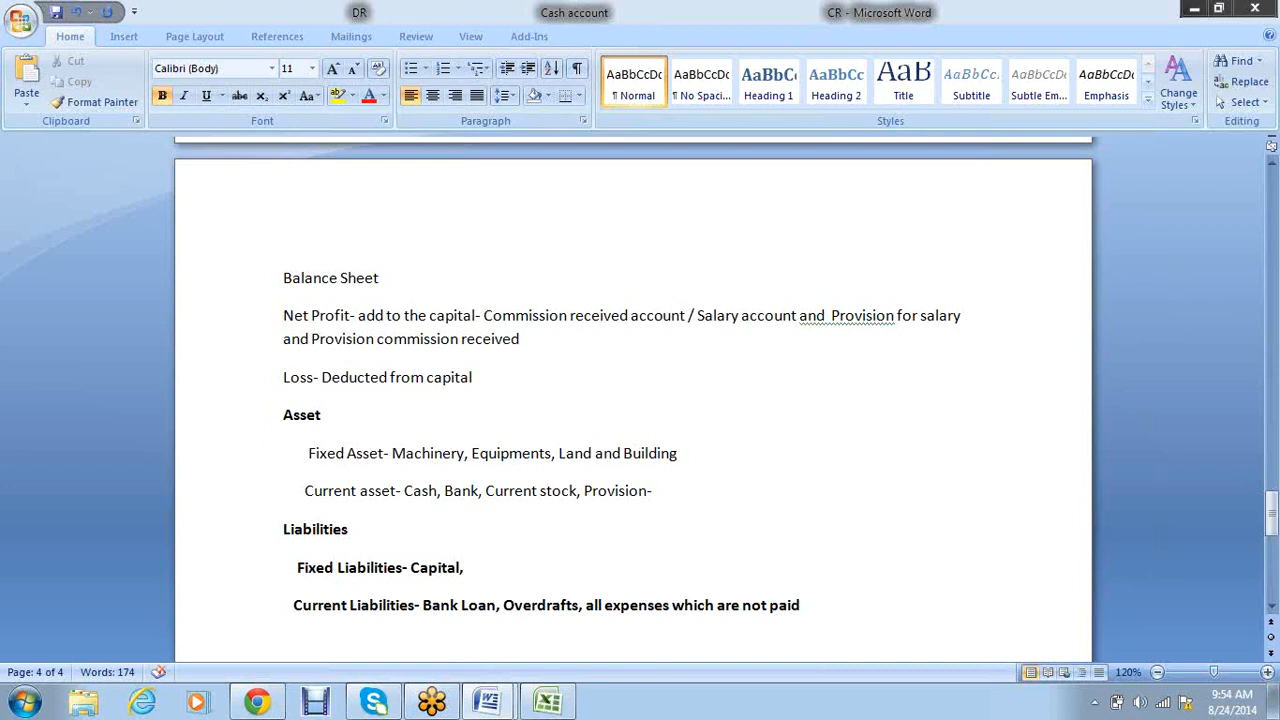 DR Cash account CR - Microsoft Word
Home Insert Page Layout References Mailings Review View Add-Ins
Paste
Cut
Copy
Format Painter
Clipboard
Calibri (Body) 11
B I U abc X₂ X² Aa
Font
Paragraph
AaBbCcDc AaBbCcDc AaBbC AaBbCc AaB AaBbCc. AaBbCcDc AaBbCcDc
¶ Normal ¶ No Spaci... Heading 1 Heading 2 Title Subtitle Subtle Em... Emphasis
Styles
Change
Styles
Find
Replace
Select
Editing
Balance Sheet
Net Profit- add to the capital- Commission received account / Salary account and Provision for salary
and Provision commission received
Loss- Deducted from capital
Asset
Fixed Asset- Machinery, Equipments, Land and Building
Current asset- Cash, Bank, Current stock, Provision-
Liabilities
Fixed Liabilities- Capital,
Current Liabilities- Bank Loan, Overdrafts, all expenses which are not paid
Page: 4 of 4 Words: 174 120%
9:54 AM
8/24/2014